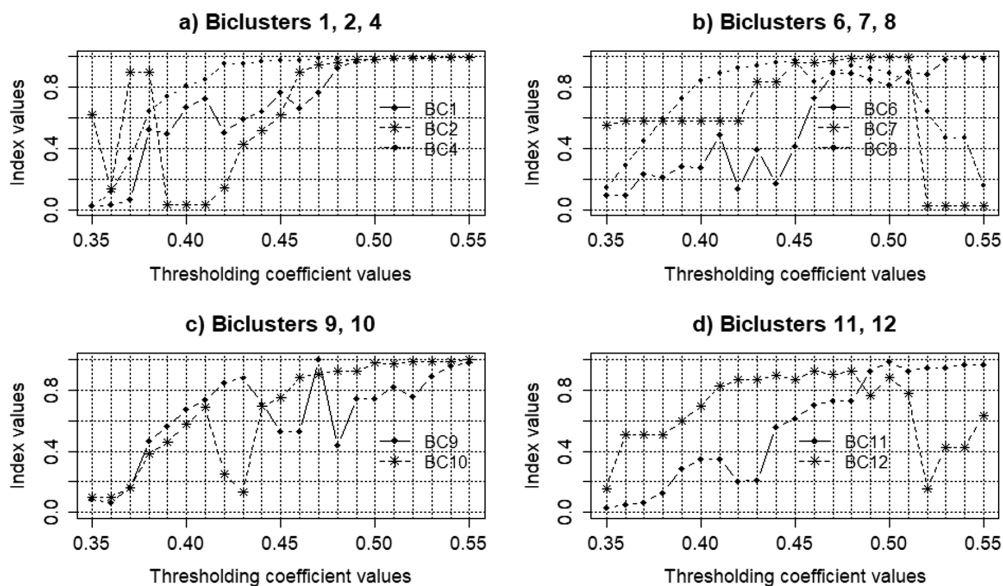 a) Biclusters 1, 2, 4
Index values
0.0 0.4 0.8
BC1
BC2
BC4
0.35 0.40 0.45 0.50 0.55
Thresholding coefficient values
b) Biclusters 6, 7, 8
Index values
0.0 0.4 0.8
BC6
BC7
BC8
0.35 0.40 0.45 0.50 0.55
Thresholding coefficient values
c) Biclusters 9, 10
Index values
0.0 0.4 0.8
BC9
BC10
0.35 0.40 0.45 0.50 0.55
Thresholding coefficient values
d) Biclusters 11, 12
Index values
0.0 0.4 0.8
BC11
BC12
0.35 0.40 0.45 0.50 0.55
Thresholding coefficient values